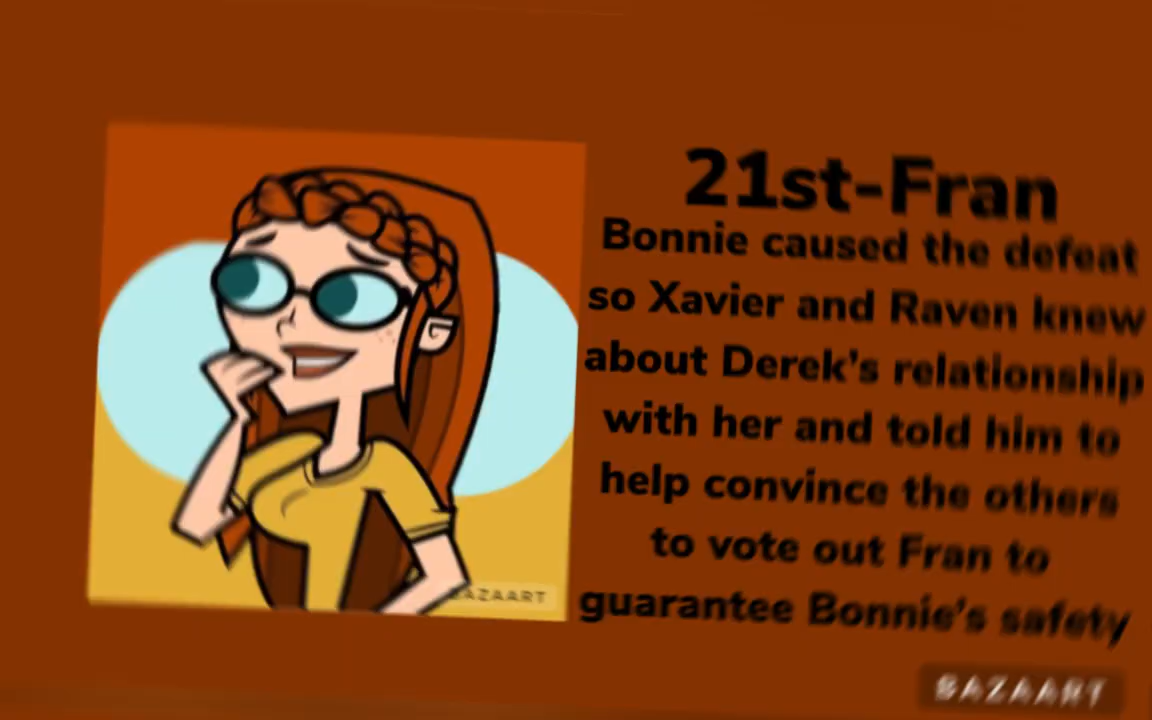 21st-Fran
Bonnie caused the defeat
so Xavier and Raven knew
about Derek's relationship
with her and told him to
help convince the others
to vote out Fran to
guarantee Bonnie's safety
BAZAART
BAZAART